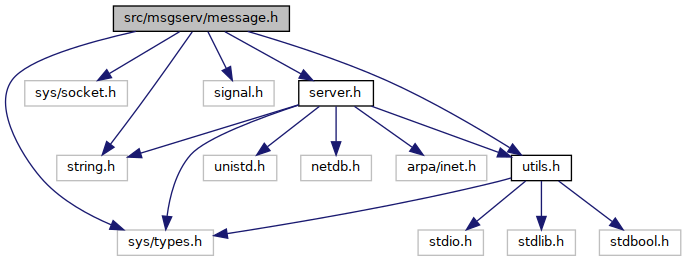 src/msgserv/message.h
sys/socket.h
signal.h
server.h
string.h
unistd.h
netdb.h
arpa/inet.h
utils.h
sys/types.h
stdio.h
stdlib.h
stdbool.h